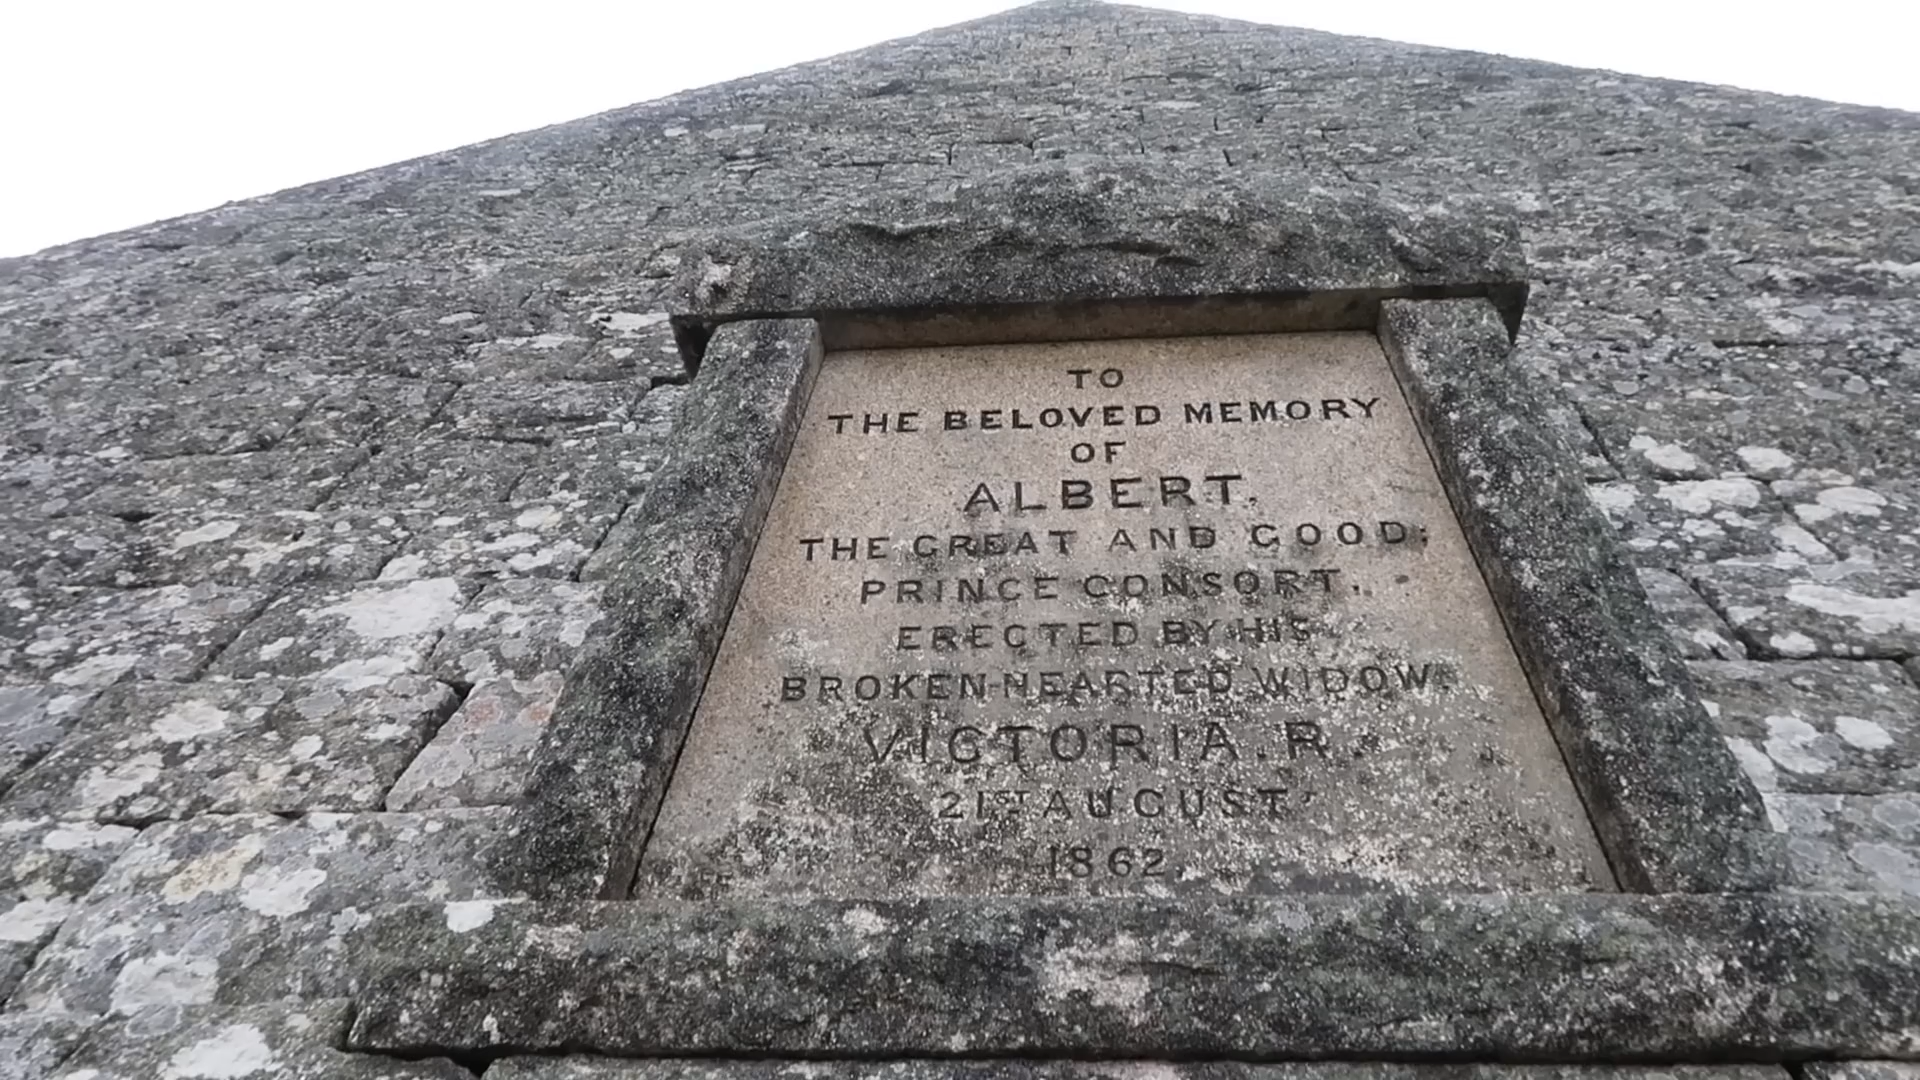 TO
THE BELOVED MEMORY
OF
ALBERT.
THE GREAT AND GOOD;
PRINCE CONSORT.
ERECTED BY HIS
BROKEN-HEARTED WIDOW.
VICTORIA.R.
21ST AUGUST
1862.